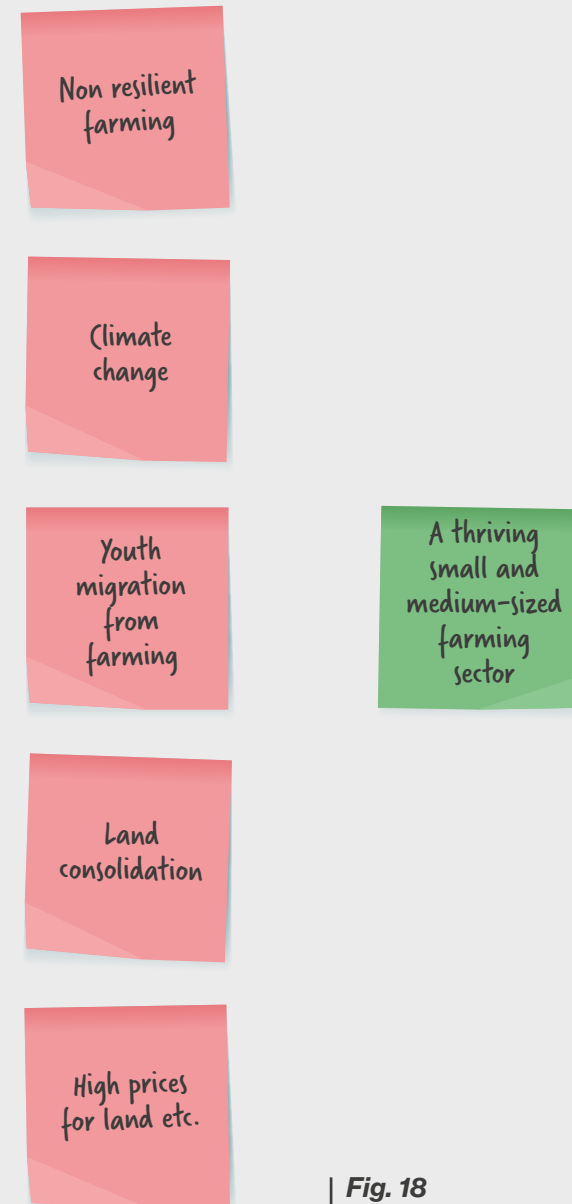 Non resilient
farming
Climate
change
Youth
migration
from
farming
A thriving
small and
medium-sized
farming
sector
Land
consolidation
High prices
for land etc.
| Fig. 18